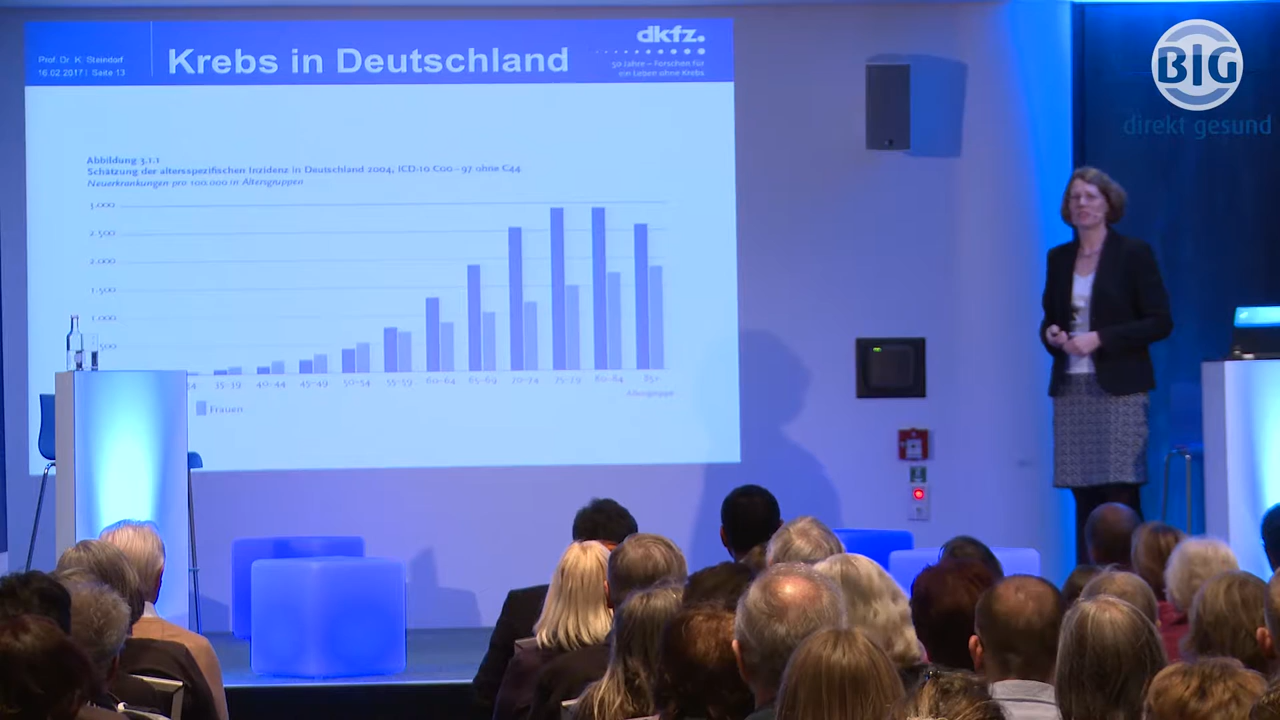 Prof. Dr. K. Steindorf
16.02.2017 | Seite 13
Krebs in Deutschland
dkfz.
50 Jahre – Forschen für
ein Leben ohne Krebs
BIG
direkt gesund
Abbildung 3.1.1
Schätzung der altersspezifischen Inzidenz in Deutschland 2004, ICD-10 C00–97 ohne C44
Neuerkrankungen pro 100.000 in Altersgruppen
3.000
2.500
2.000
1.500
1.000
500
35–39 40–44 45–49 50–54 55–59 60–64 65–69 70–74 75–79 80–84 85+
Altersgruppe
Frauen